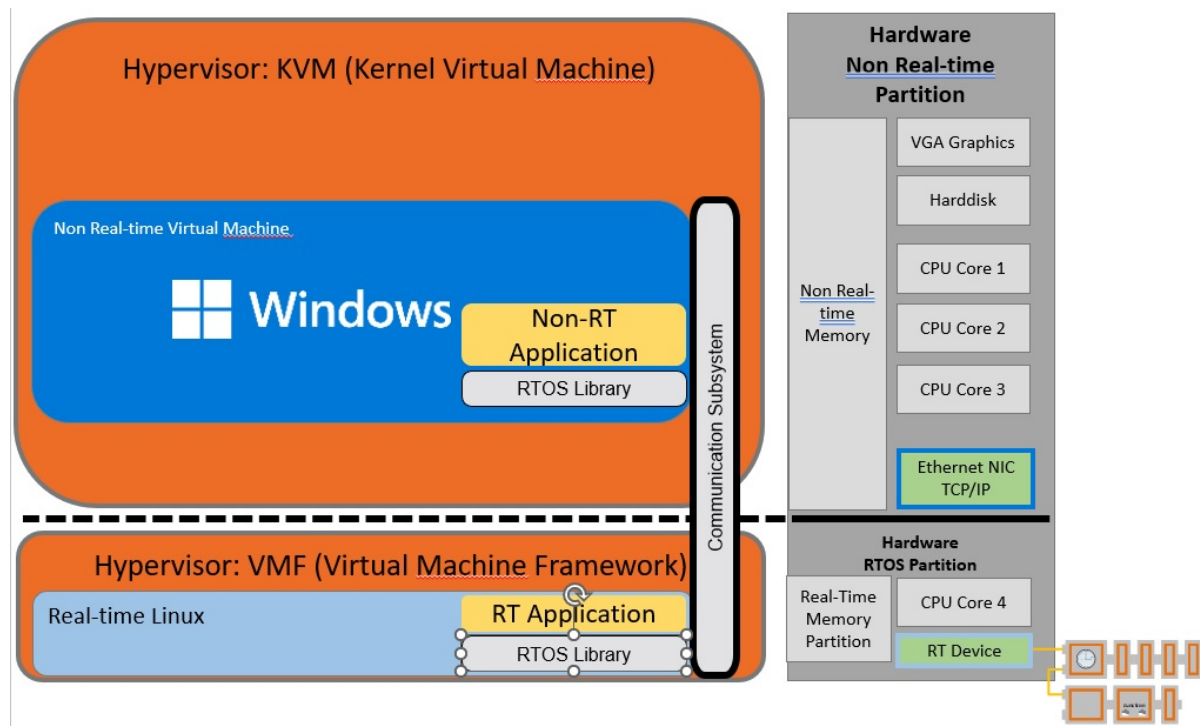 Hypervisor: KVM (Kernel Virtual Machine)
Non Real-time Virtual Machine
Windows
Non-RT
Application
RTOS Library
Communication Subsystem
Hypervisor: VMF (Virtual Machine Framework)
Real-time Linux
RT Application
RTOS Library
Hardware
Non Real-time
Partition
VGA Graphics
Harddisk
CPU Core 1
Non Real-
time
Memory
CPU Core 2
CPU Core 3
Ethernet NIC
TCP/IP
Hardware
RTOS Partition
Real-Time
Memory
Partition
CPU Core 4
RT Device